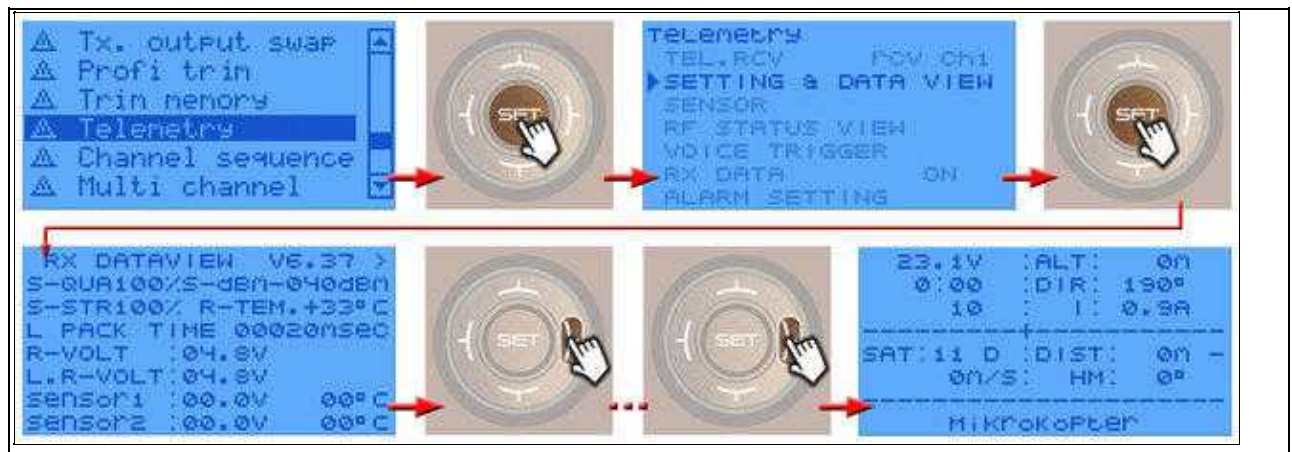 Tx. output swap
Profi trim
Trim memory
Telemetry
Channel sequence
Multi channel
SET
Telemetry
TEL.RCV rcv Ch1
SETTING & DATA VIEW
SENSOR
RF STATUS VIEW
VOICE TRIGGER
RX DATA ON
ALARM SETTING
SET
RX DATAVIEW V6.37 >
S-QUA100%S-dBm-040dBm
S-STR100% R-TEM.+33°C
L PACK TIME 00020msec
R-VOLT :04.8V
L.R-VOLT:04.8V
Sensor1 :00.0V 00°C
Sensor2 :00.0V 00°C
SET
SET
23.1V :ALT: 0m
0:00 :DIR: 190°
10 : I: 0.9A
SAT:11 D :DIST: 0m -
0m/s: HM: 0°
MikroKopter